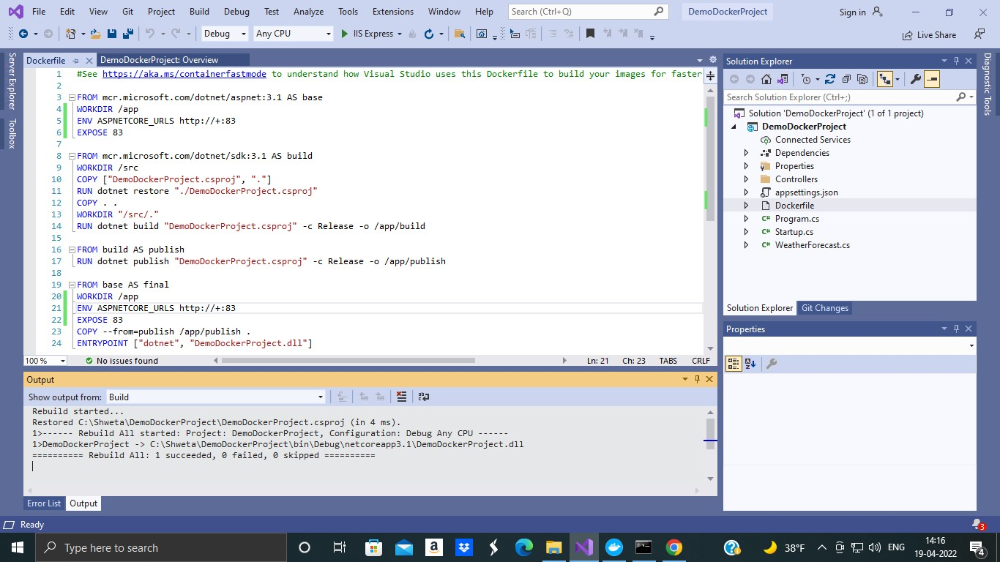 File Edit View Git Project Build Debug Test Analyze Tools Extensions Window Help Search (Ctrl+Q) DemoDockerProject Sign in
Debug Any CPU IIS Express Live Share
Server Explorer
Toolbox
Dockerfile DemoDockerProject: Overview
1 #See https://aka.ms/containerfastmode to understand how Visual Studio uses this Dockerfile to build your images for faster
2
3 FROM mcr.microsoft.com/dotnet/aspnet:3.1 AS base
4 WORKDIR /app
5 ENV ASPNETCORE_URLS http://+:83
6 EXPOSE 83
7
8 FROM mcr.microsoft.com/dotnet/sdk:3.1 AS build
9 WORKDIR /src
10 COPY ["DemoDockerProject.csproj", "."]
11 RUN dotnet restore "./DemoDockerProject.csproj"
12 COPY . .
13 WORKDIR "/src/."
14 RUN dotnet build "DemoDockerProject.csproj" -c Release -o /app/build
15
16 FROM build AS publish
17 RUN dotnet publish "DemoDockerProject.csproj" -c Release -o /app/publish
18
19 FROM base AS final
20 WORKDIR /app
21 ENV ASPNETCORE_URLS http://+:83
22 EXPOSE 83
23 COPY --from=publish /app/publish .
24 ENTRYPOINT ["dotnet", "DemoDockerProject.dll"]
100 % No issues found Ln: 21 Ch: 23 TABS CRLF
Output
Show output from: Build
Rebuild started...
Restored C:\Shweta\DemoDockerProject\DemoDockerProject.csproj (in 4 ms).
1>------ Rebuild All started: Project: DemoDockerProject, Configuration: Debug Any CPU ------
1>DemoDockerProject -> C:\Shweta\DemoDockerProject\bin\Debug\netcoreapp3.1\DemoDockerProject.dll
========== Rebuild All: 1 succeeded, 0 failed, 0 skipped ==========
Error List Output
Solution Explorer
Search Solution Explorer (Ctrl+;)
Solution 'DemoDockerProject' (1 of 1 project)
DemoDockerProject
Connected Services
Dependencies
Properties
Controllers
appsettings.json
Dockerfile
C# Program.cs
C# Startup.cs
C# WeatherForecast.cs
Solution Explorer Git Changes
Properties
Diagnostic Tools
Ready 3
Type here to search a 38°F ENG 14:16
19-04-2022 4